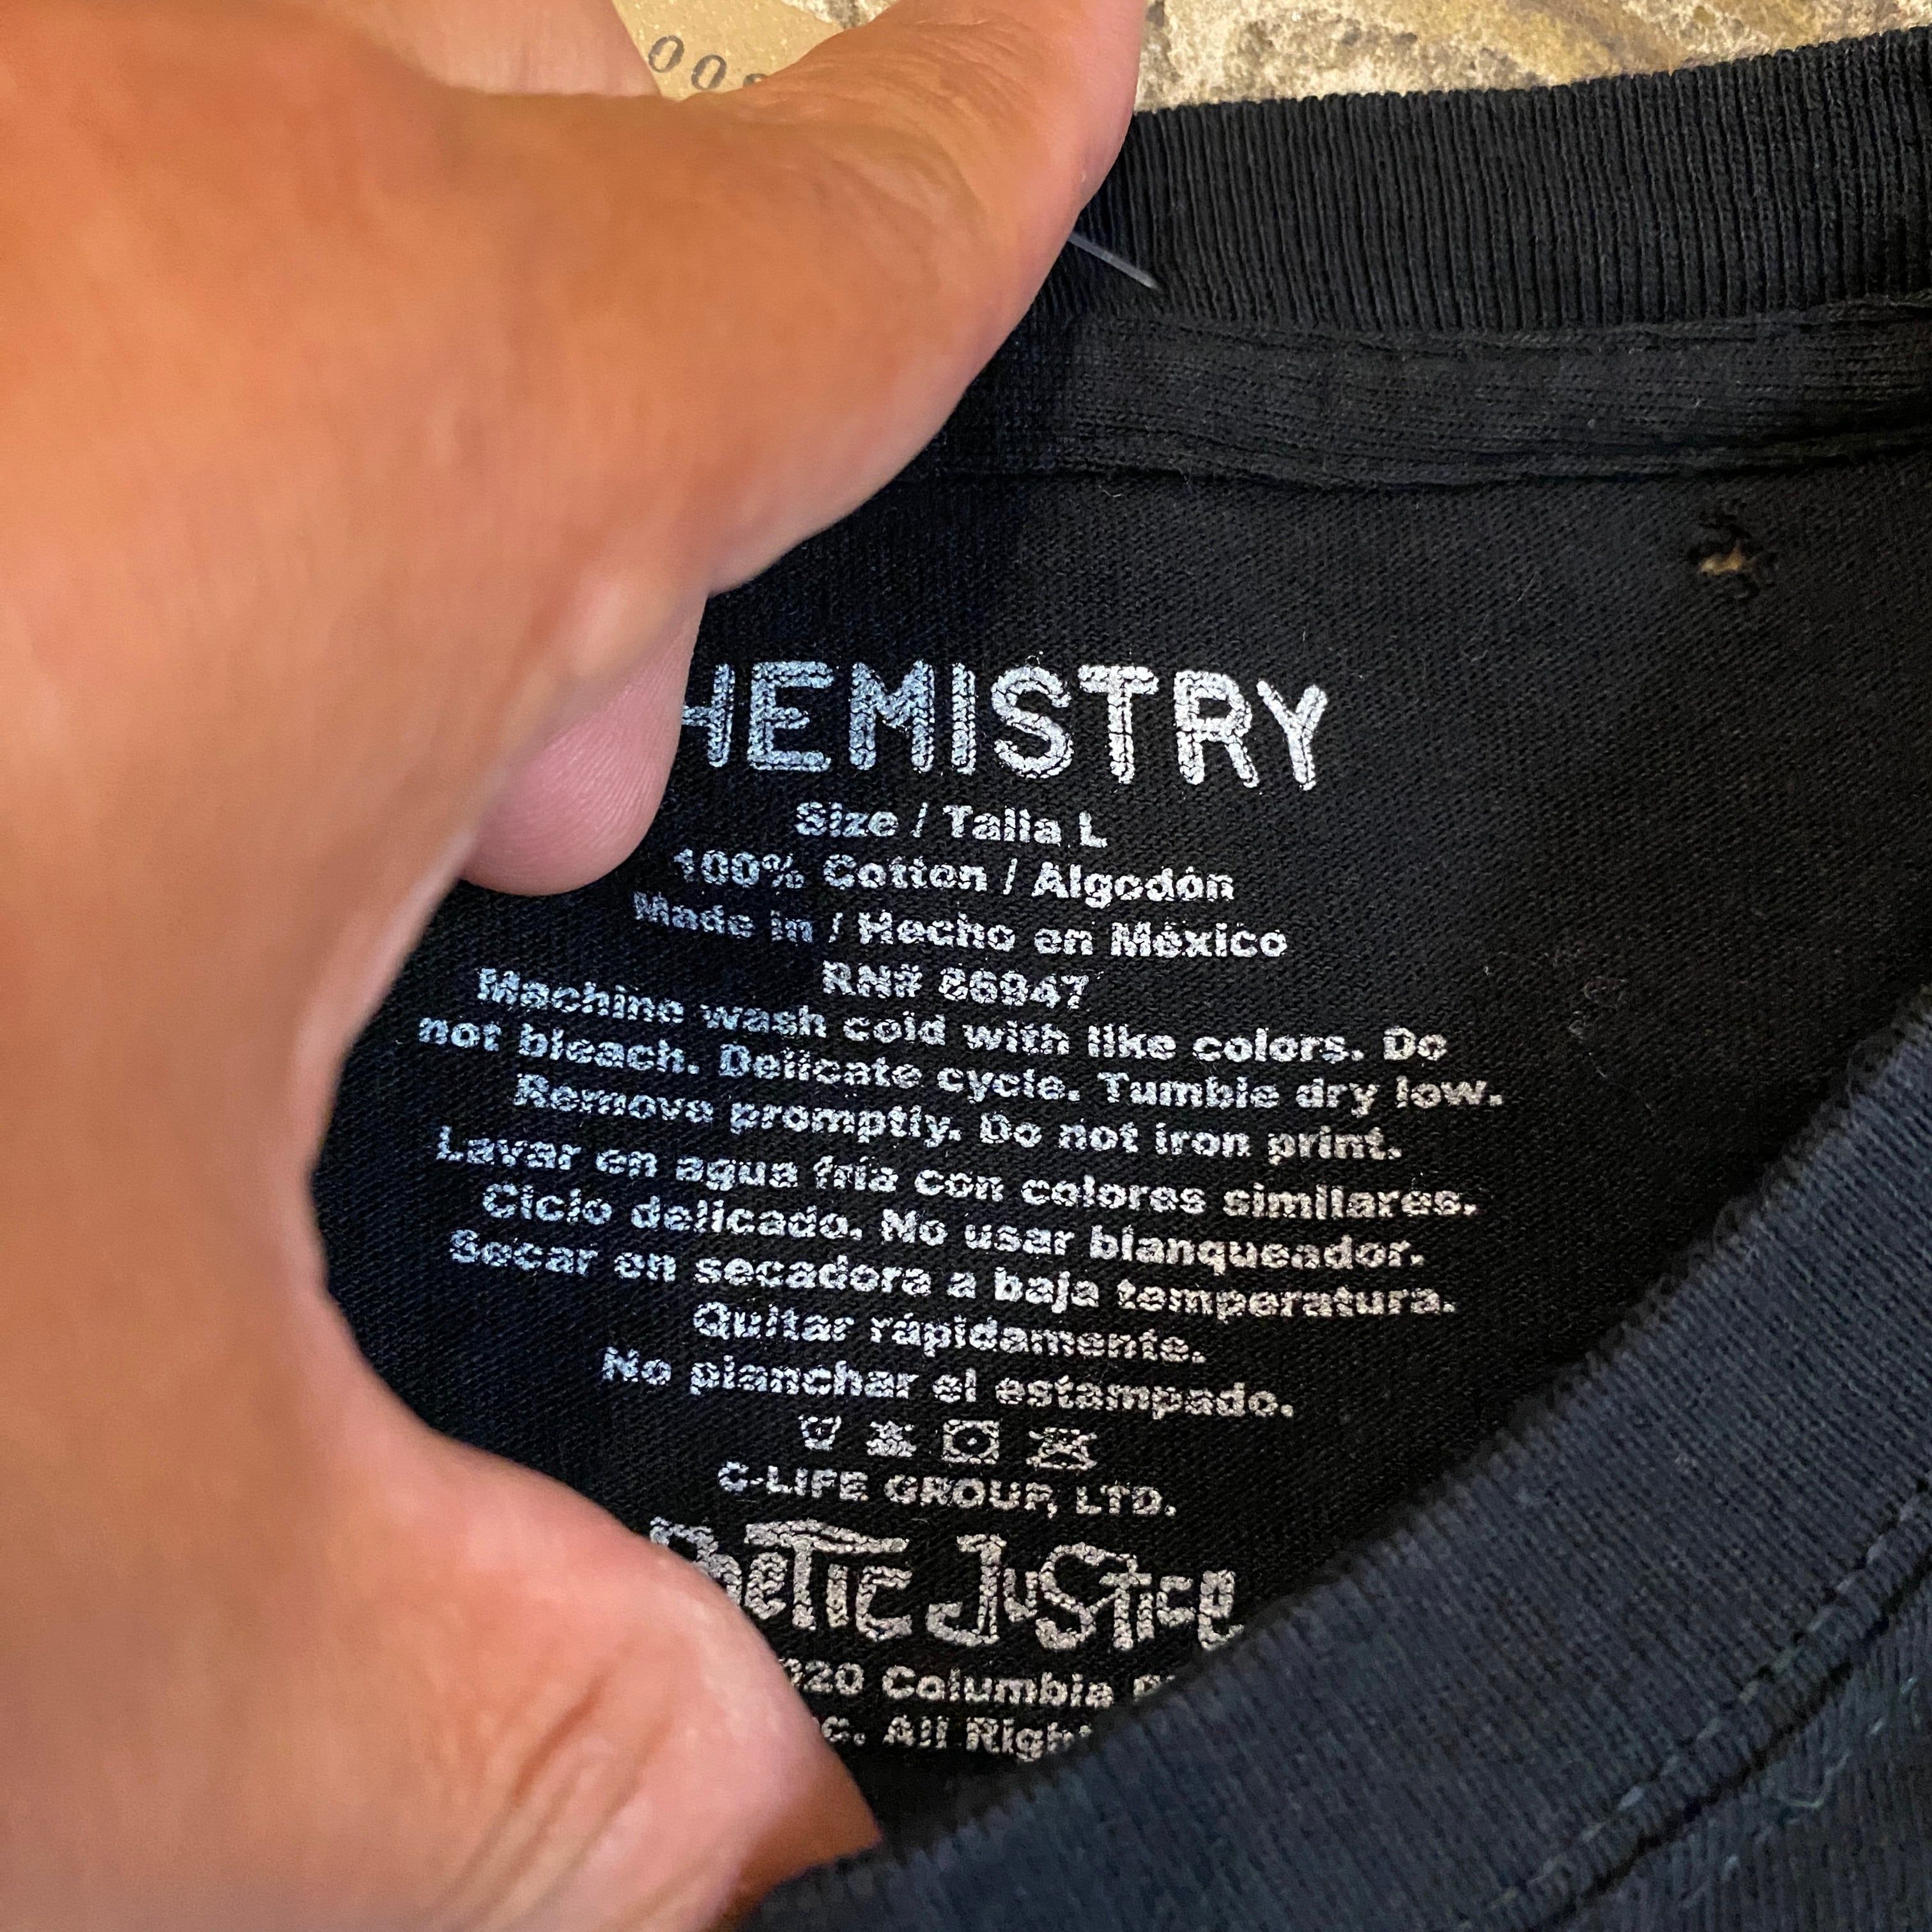 HEMISTRY
Size / Talla L
100% Cotton / Algodón
Made in / Hecho en México
RN# 86947
Machine wash cold with like colors. Do
not bleach. Delicate cycle. Tumble dry low.
Remove promptly. Do not iron print.
Lavar en agua fría con colores similares.
Ciclo delicado. No usar blanqueador.
Secar en secadora a baja temperatura.
Quitar rápidamente.
No planchar el estampado.
C-LIFE GROUP, LTD.
Poetic Justice
020 Columbia
c. All Righ